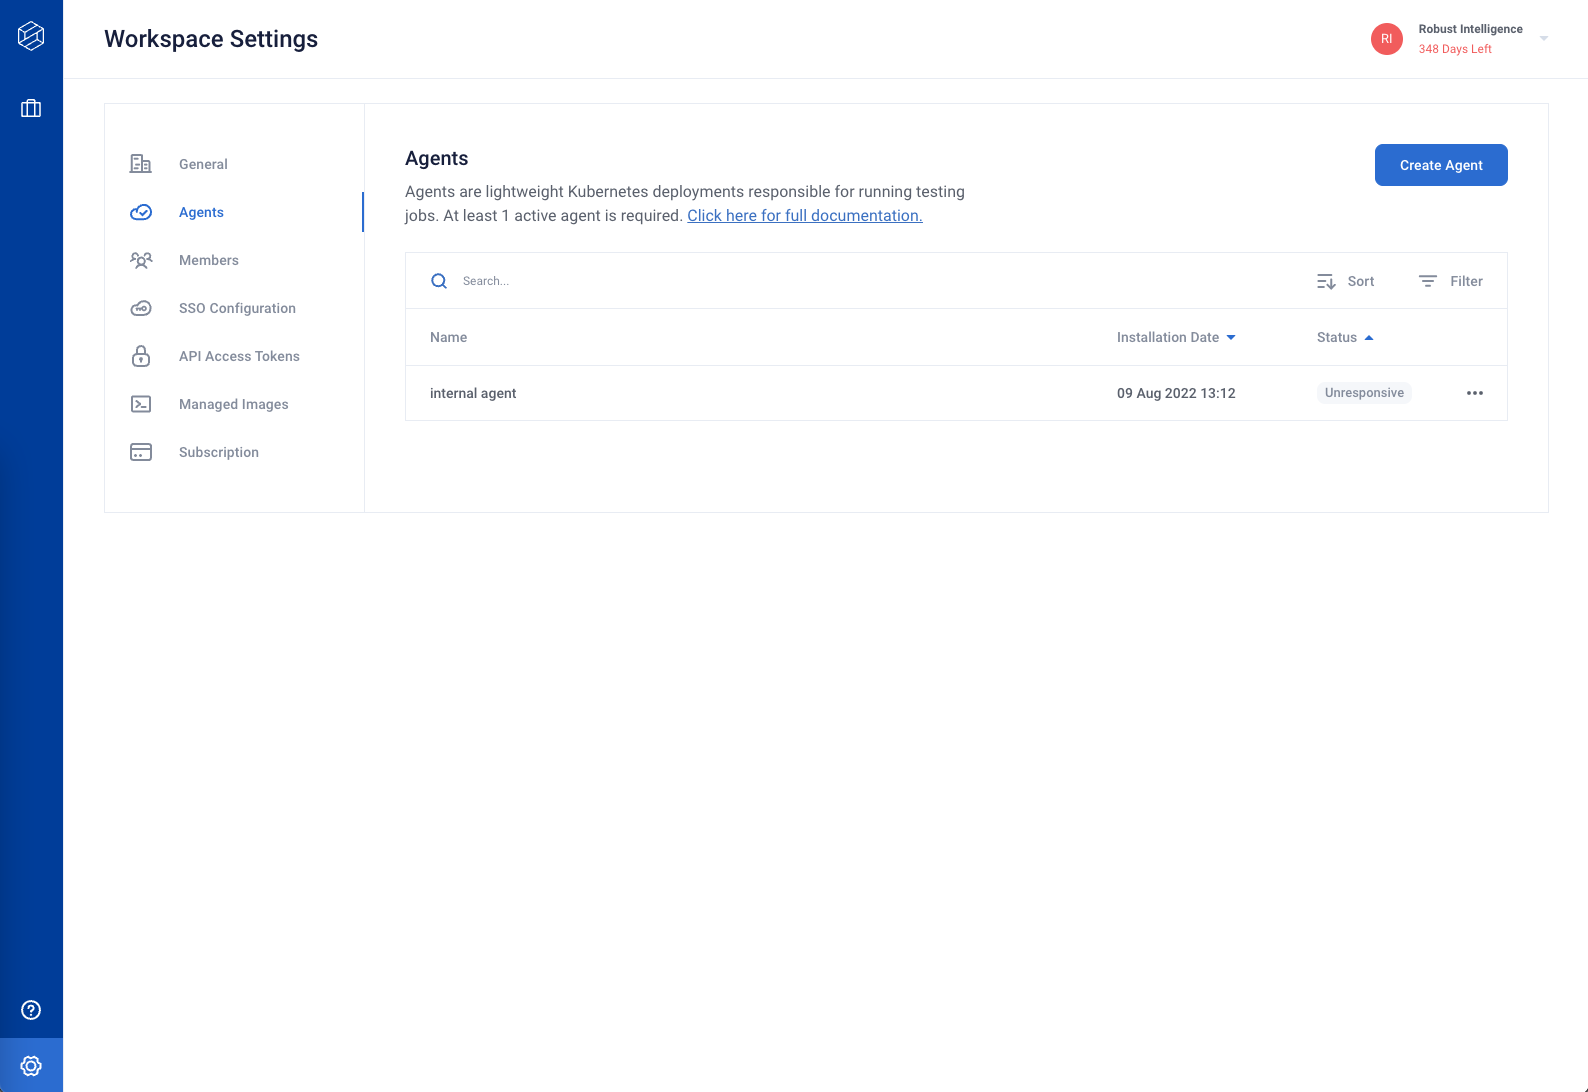 Workspace Settings
RI
Robust Intelligence
348 Days Left
General
Agents
Members
SSO Configuration
API Access Tokens
Managed Images
Subscription
Agents
Create Agent
Agents are lightweight Kubernetes deployments responsible for running testing
jobs. At least 1 active agent is required. Click here for full documentation.
Search...
Sort
Filter
Name
Installation Date
Status
internal agent
09 Aug 2022 13:12
Unresponsive